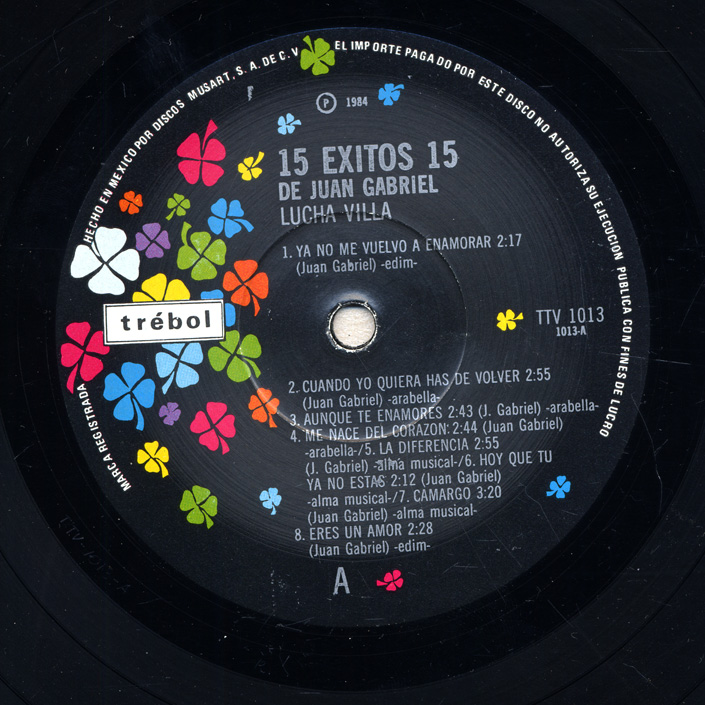 HECHO EN MEXICO POR DISCOS MUSART, S. A. DE C. V
EL IMPORTE PAGADO POR ESTE DISCO NO AUTORIZA SU EJECUCION PUBLICA CON FINES DE LUCRO
Ⓟ 1984
15 EXITOS 15
DE JUAN GABRIEL
LUCHA VILLA
1. YA NO ME VUELVO A ENAMORAR 2:17
(Juan Gabriel) -edim-
trébol
TTV 1013
1013-A
2. CUANDO YO QUIERA HAS DE VOLVER 2:55
(Juan Gabriel) -arabella-
3. AUNQUE TE ENAMORES 2:43 (J. Gabriel) -arabella-
4. ME NACE DEL CORAZON: 2:44 (Juan Gabriel)
-arabella-/5. LA DIFERENCIA 2:55
(J. Gabriel) -alma musical-/6. HOY QUE TU
YA NO ESTAS 2:12 (Juan Gabriel)
-alma musical-/7. CAMARGO 3:20
(Juan Gabriel) -alma musical-
8. ERES UN AMOR 2:28
(Juan Gabriel) -edim-
A
MARCA REGISTRADA